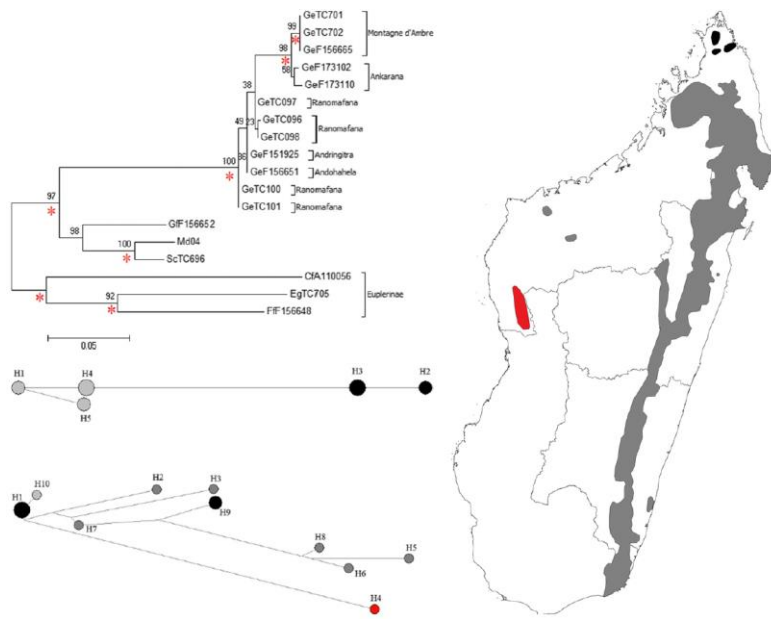 GeTC701
99
GeTC702
Montagne d'Ambre
*
98
GeF156665
*
GeF173102
58
Ankarana
GeF173110
38
GeTC097
Ranomafana
GeTC096
49
23
Ranomafana
GeTC098
GeF151925
Andringitra
100
GeF156651
Andohahela
*
GeTC100
Ranomafana
97
GeTC101
Ranomafana
*
98
GfF156652
100
Md04
*
ScTC696
CfA110056
*
92
EgTC705
Euplerinae
*
FfF156648
0.05
H1
H4
H3
H2
H5
H10
H2
H3
H1
H9
H7
H8
H5
H6
H4